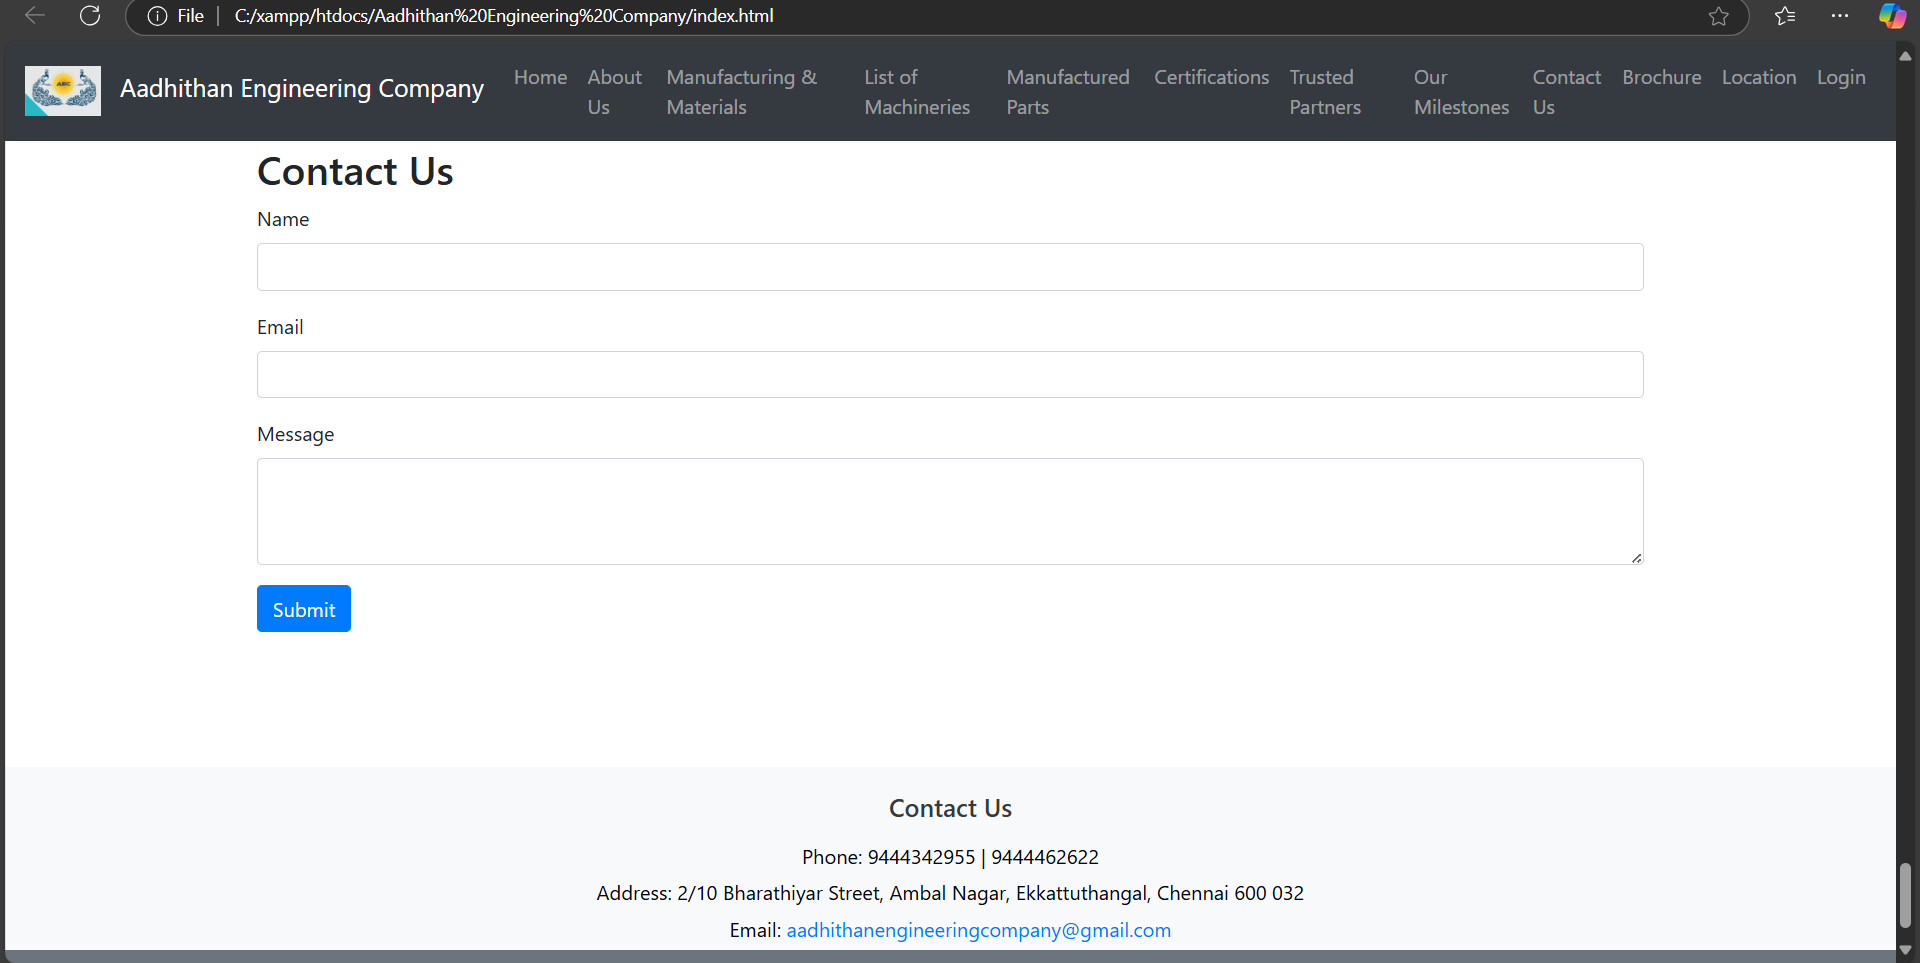 File
C:/xampp/htdocs/Aadhithan%20Engineering%20Company/index.html
AEC
Aadhithan Engineering Company
Home
About
Us
Manufacturing &
Materials
List of
Machineries
Manufactured
Parts
Certifications
Trusted
Partners
Our
Milestones
Contact
Us
Brochure
Location
Login
Contact Us
Name
Email
Message
Submit
Contact Us
Phone: 9444342955 | 9444462622
Address: 2/10 Bharathiyar Street, Ambal Nagar, Ekkattuthangal, Chennai 600 032
Email: aadhithanengineeringcompany@gmail.com